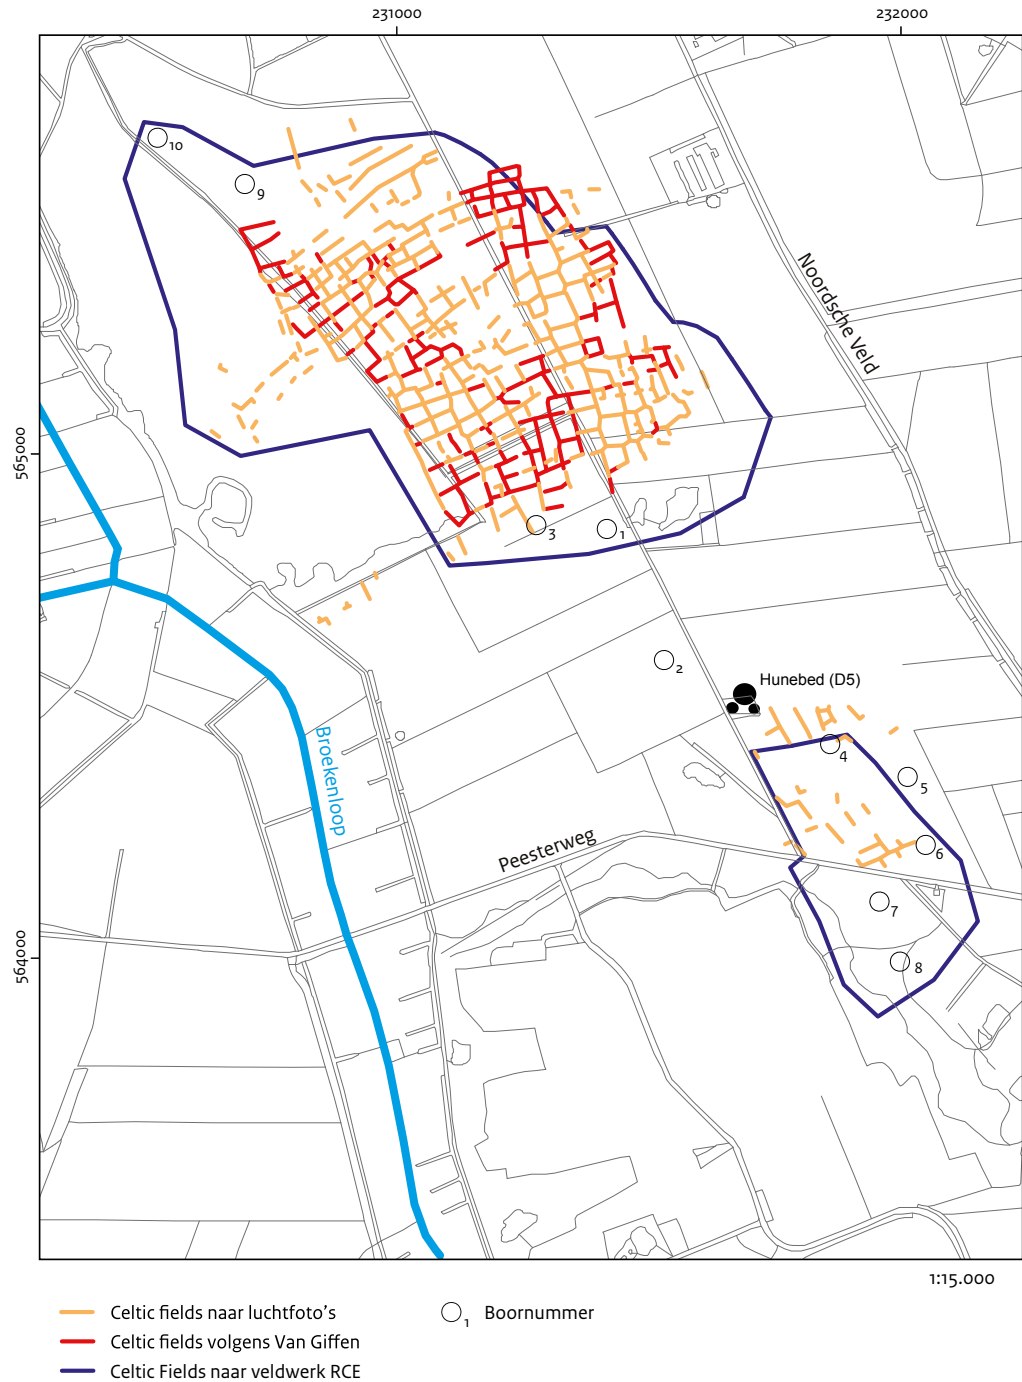 231000
232000
10
9
Noordsche Veld
565000
3
1
2
Hunebed (D5)
4
5
Broekenloop
Peesterweg
6
7
8
564000
1:15.000
Celtic fields naar luchtfoto's
Celtic fields volgens Van Giffen
Celtic Fields naar veldwerk RCE
1 Boornummer